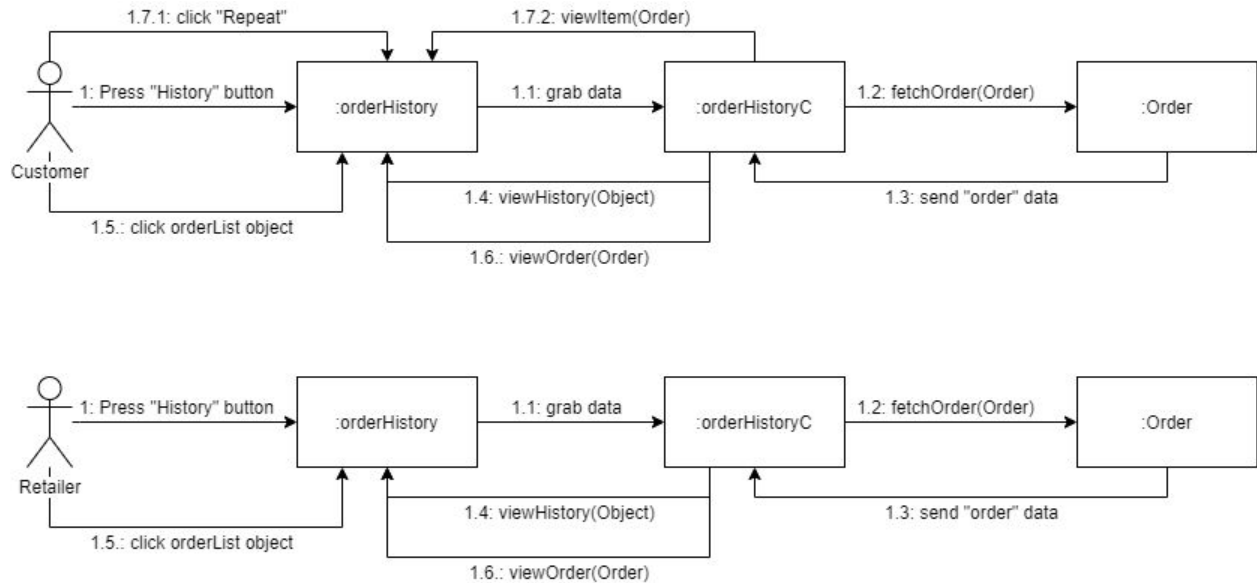 1.7.1: click "Repeat"
1.7.2: viewItem(Order)
1: Press "History" button
:orderHistory
1.1: grab data
:orderHistoryC
1.2: fetchOrder(Order)
:Order
Customer
1.4: viewHistory(Object)
1.3: send "order" data
1.5.: click orderList object
1.6.: viewOrder(Order)
1: Press "History" button
:orderHistory
1.1: grab data
:orderHistoryC
1.2: fetchOrder(Order)
:Order
Retailer
1.4: viewHistory(Object)
1.3: send "order" data
1.5.: click orderList object
1.6.: viewOrder(Order)